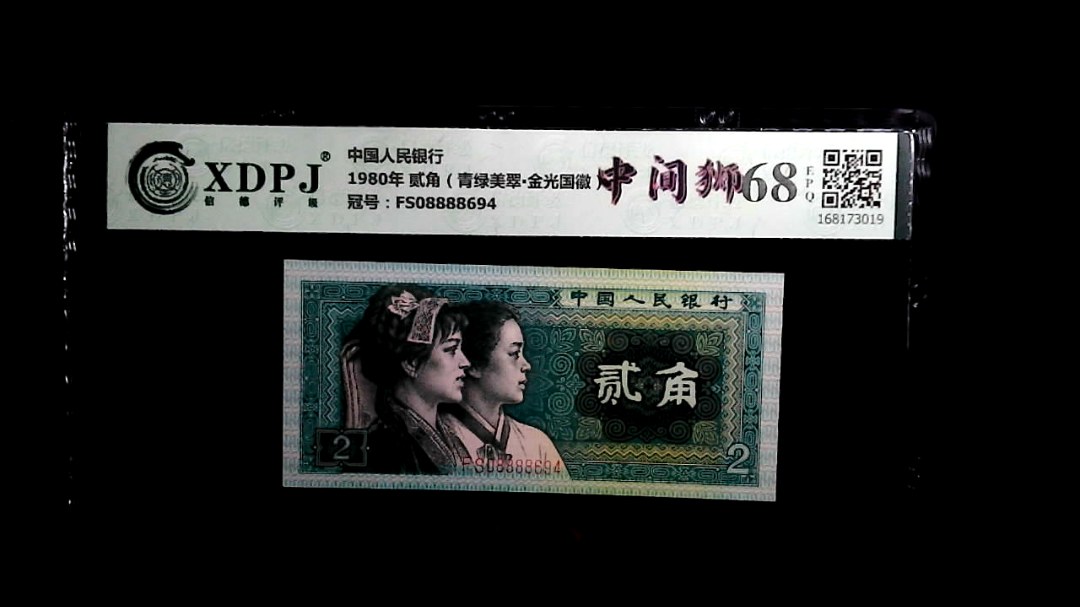 XDPJ®
信德评级
中国人民银行
1980年 贰角（青绿美翠·金光国徽）
冠号：FS08888694
中间狮
68
EPQ
168173019
中国人民银行
贰角
2
FS08888694
2